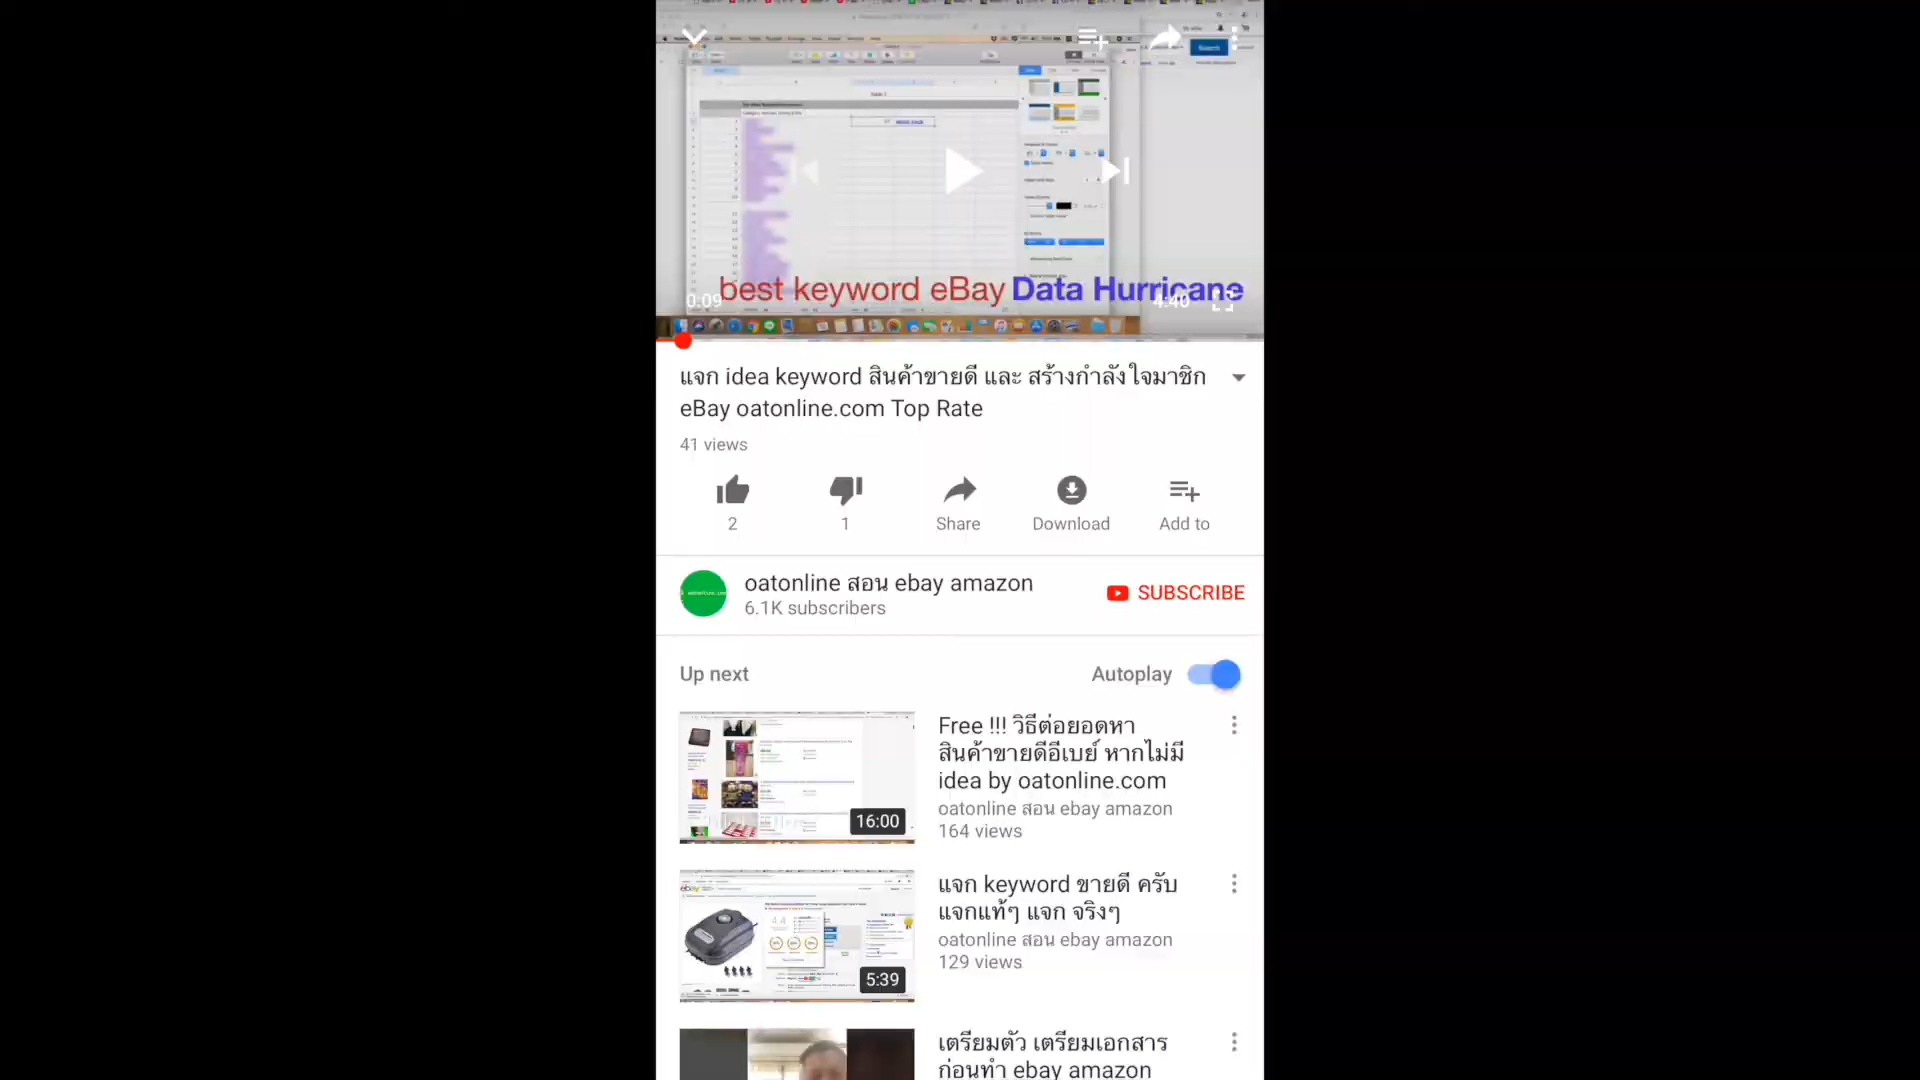 best keyword eBay Data Hurricane
0:09
4:40
แจก idea keyword สินค้าขายดี และ สร้างกำลังใจมาชิก
eBay oatonline.com Top Rate
41 views
2
1
Share
Download
Add to
oatonline สอน ebay amazon
6.1K subscribers
SUBSCRIBE
Up next
Autoplay
Free !!! วิธีต่อยอดหา
สินค้าขายดีอีเบย์ หากไม่มี
idea by oatonline.com
oatonline สอน ebay amazon
164 views
16:00
แจก keyword ขายดี ครับ
แจกแท้ๆ แจก จริงๆ
oatonline สอน ebay amazon
129 views
5:39
เตรียมตัว เตรียมเอกสาร
ก่อนทำ ebay amazon